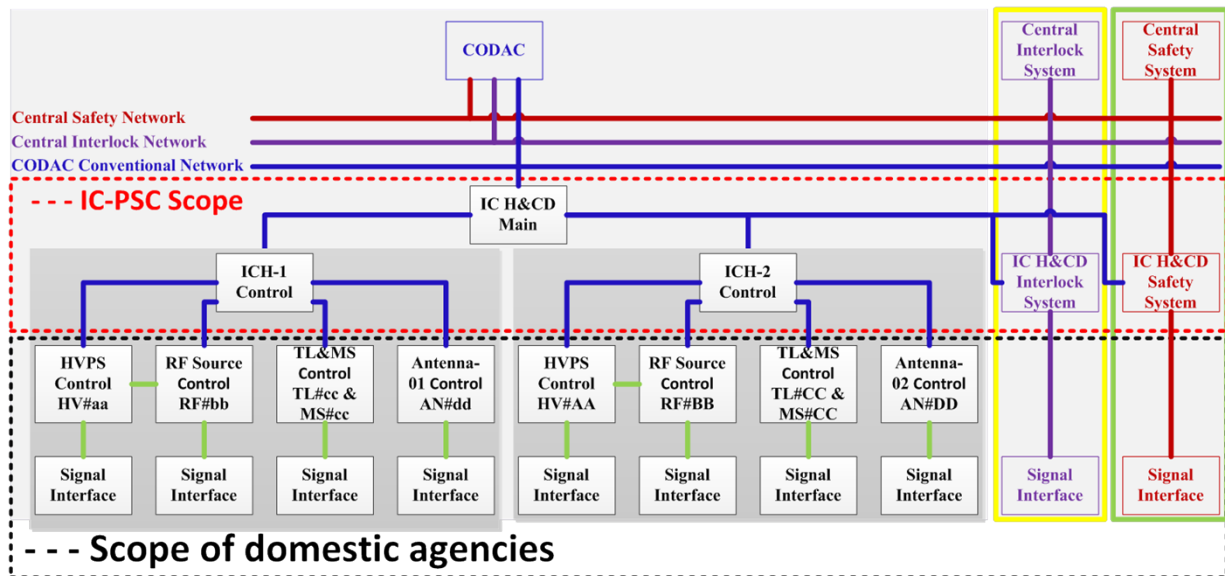 CODAC
Central
Interlock
System
Central
Safety
System
Central Safety Network
Central Interlock Network
CODAC Conventional Network
- - - IC-PSC Scope
IC H&CD
Main
ICH-1
Control
ICH-2
Control
IC H&CD
Interlock
System
IC H&CD
Safety
System
HVPS
Control
HV#aa
RF Source
Control
RF#bb
TL&MS
Control
TL#cc &
MS#cc
Antenna-
01 Control
AN#dd
HVPS
Control
HV#AA
RF Source
Control
RF#BB
TL&MS
Control
TL#CC &
MS#CC
Antenna-
02 Control
AN#DD
Signal
Interface
Signal
Interface
Signal
Interface
Signal
Interface
Signal
Interface
Signal
Interface
Signal
Interface
Signal
Interface
Signal
Interface
Signal
Interface
- - - Scope of domestic agencies